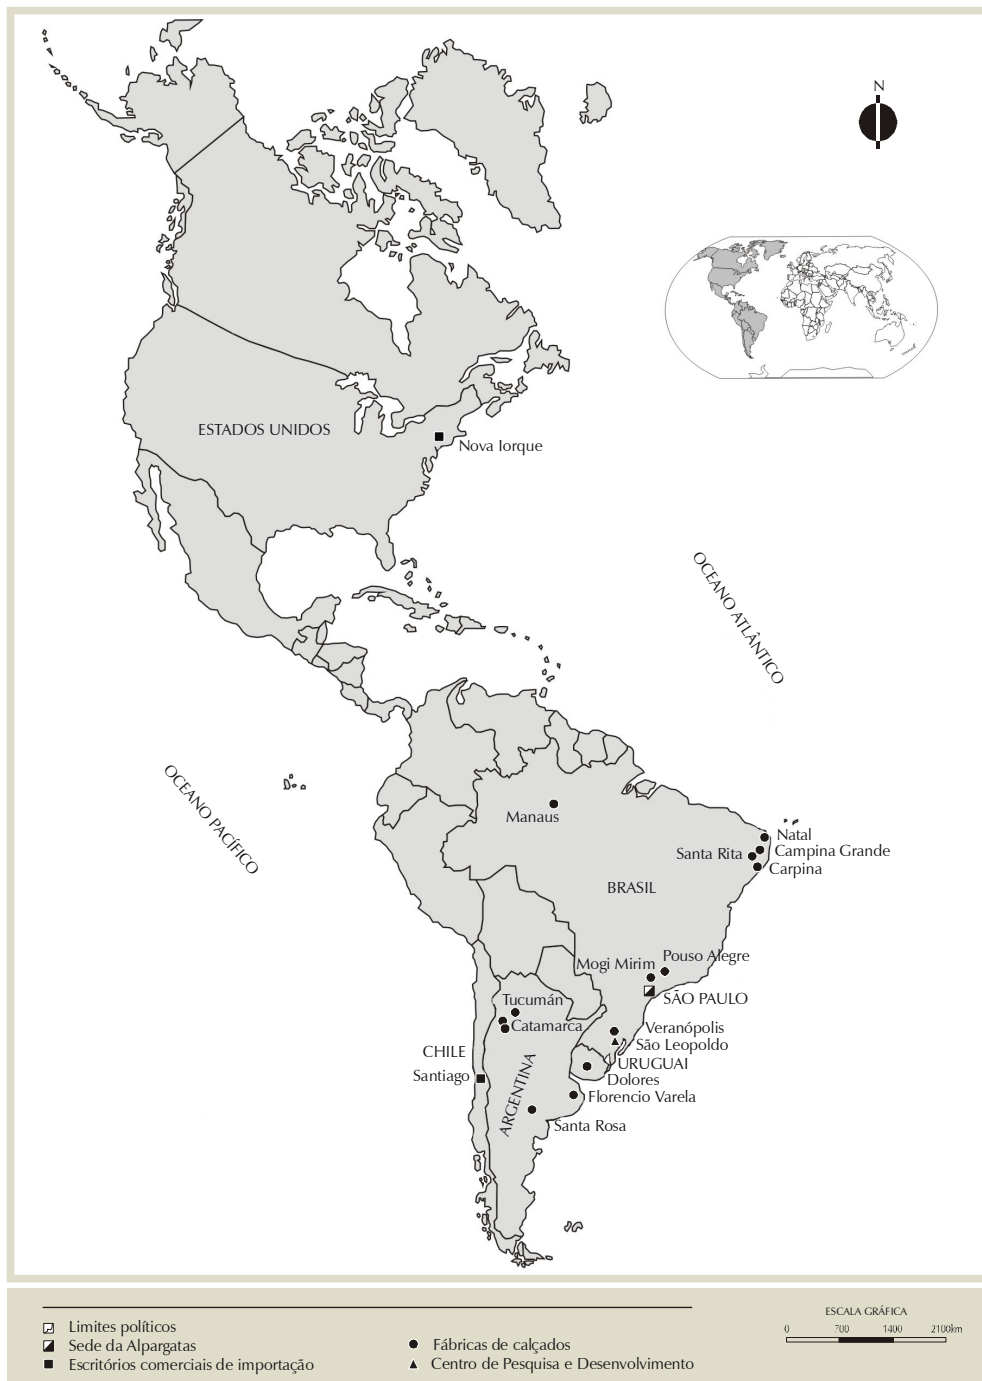 N
ESTADOS UNIDOS
Nova Iorque
OCEANO ATLÂNTICO
OCEANO PACÍFICO
Manaus
Natal
Santa Rita
Campina Grande
Carpina
BRASIL
Mogi Mirim
Pouso Alegre
SÃO PAULO
Tucumán
Catamarca
Veranópolis
São Leopoldo
CHILE
URUGUAI
Santiago
Dolores
ARGENTINA
Florencio Varela
Santa Rosa
Limites políticos
Sede da Alpargatas
Escritórios comerciais de importação
Fábricas de calçados
Centro de Pesquisa e Desenvolvimento
ESCALA GRÁFICA
0 700 1400 2100km